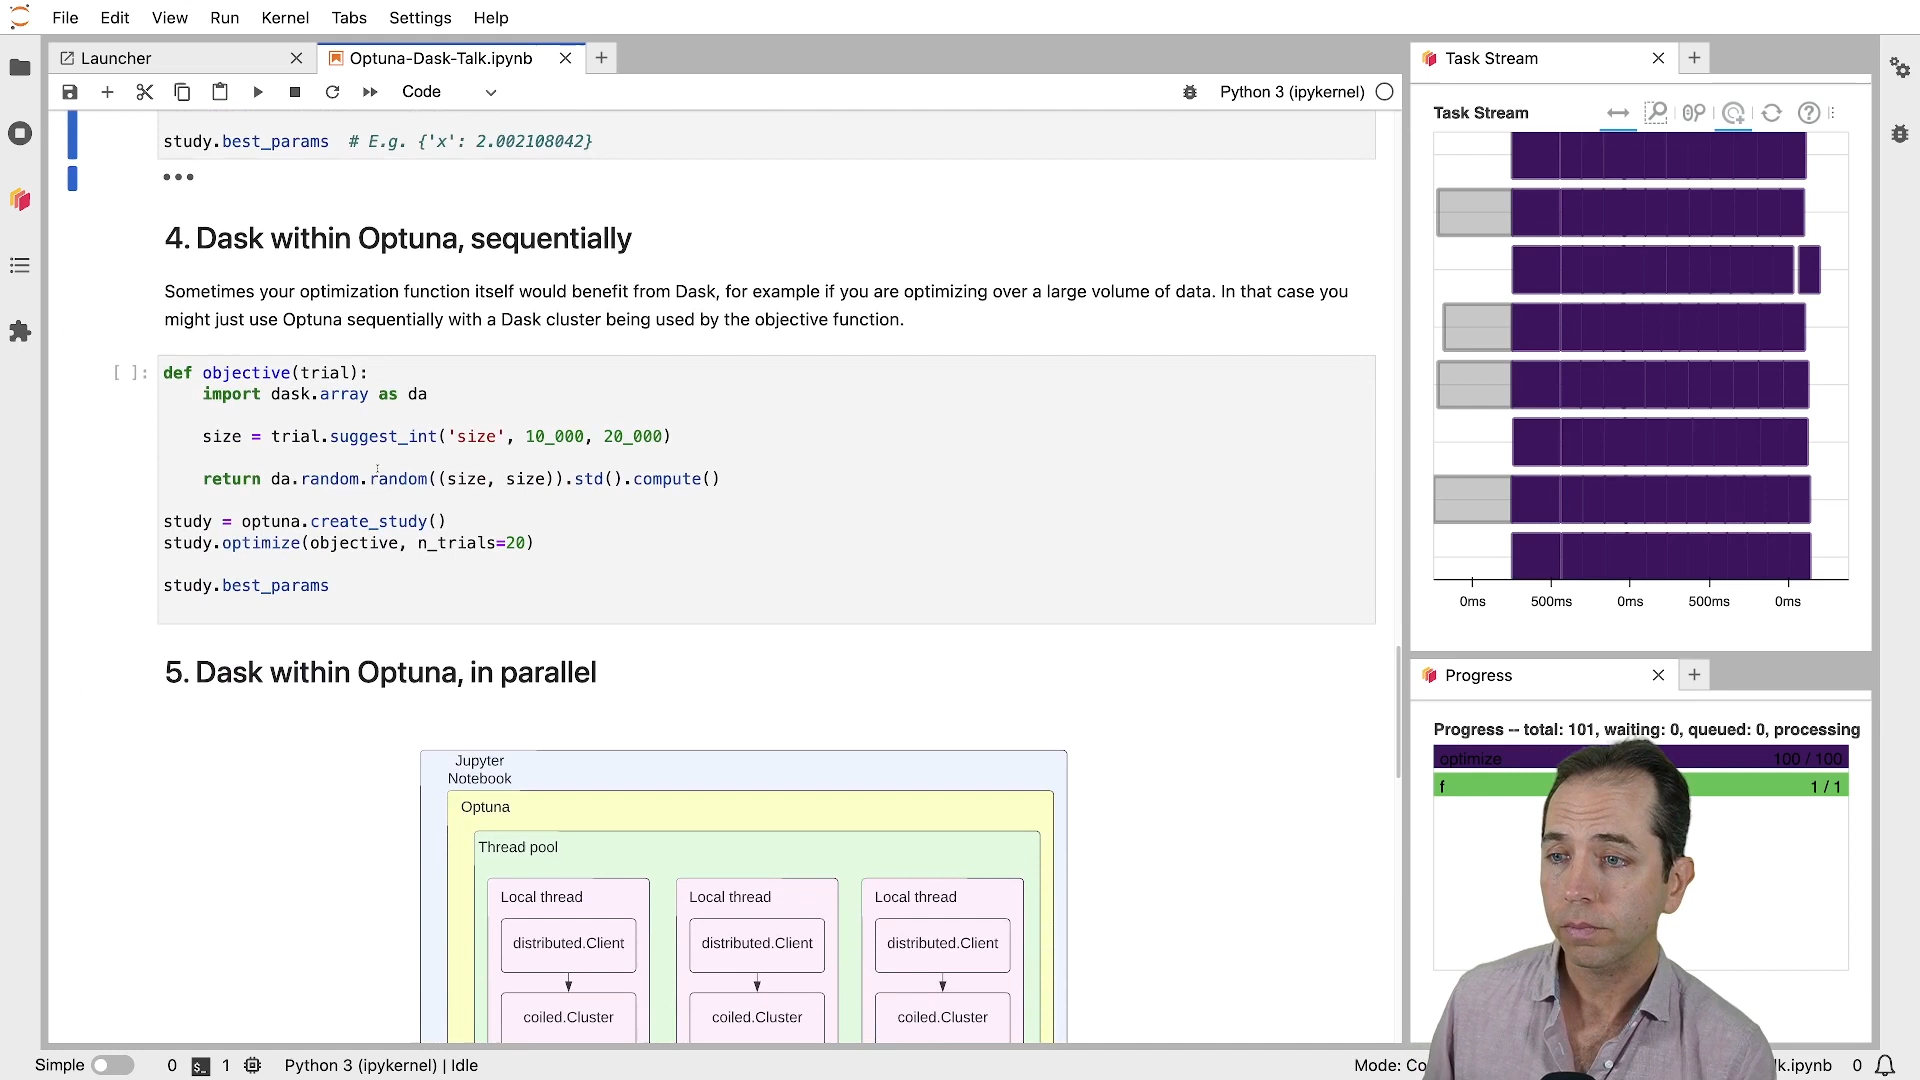 File Edit View Run Kernel Tabs Settings Help
Launcher
Optuna-Dask-Talk.ipynb
Code
Python 3 (ipykernel)
study.best_params # E.g. {'x': 2.002108042}
4. Dask within Optuna, sequentially
Sometimes your optimization function itself would benefit from Dask, for example if you are optimizing over a large volume of data. In that case you
might just use Optuna sequentially with a Dask cluster being used by the objective function.
[ ]:
def objective(trial):
import dask.array as da
size = trial.suggest_int('size', 10_000, 20_000)
return da.random.random((size, size)).std().compute()
study = optuna.create_study()
study.optimize(objective, n_trials=20)
study.best_params
5. Dask within Optuna, in parallel
Jupyter
Notebook
Optuna
Thread pool
Local thread Local thread Local thread
distributed.Client distributed.Client distributed.Client
coiled.Cluster coiled.Cluster coiled.Cluster
Task Stream
Task Stream
0ms 500ms 0ms 500ms 0ms
Progress
Progress -- total: 101, waiting: 0, queued: 0, processing
optimize 100 / 100
f 1 / 1
Simple 0 1 Python 3 (ipykernel) | Idle
Mode: Co
lk.ipynb 0